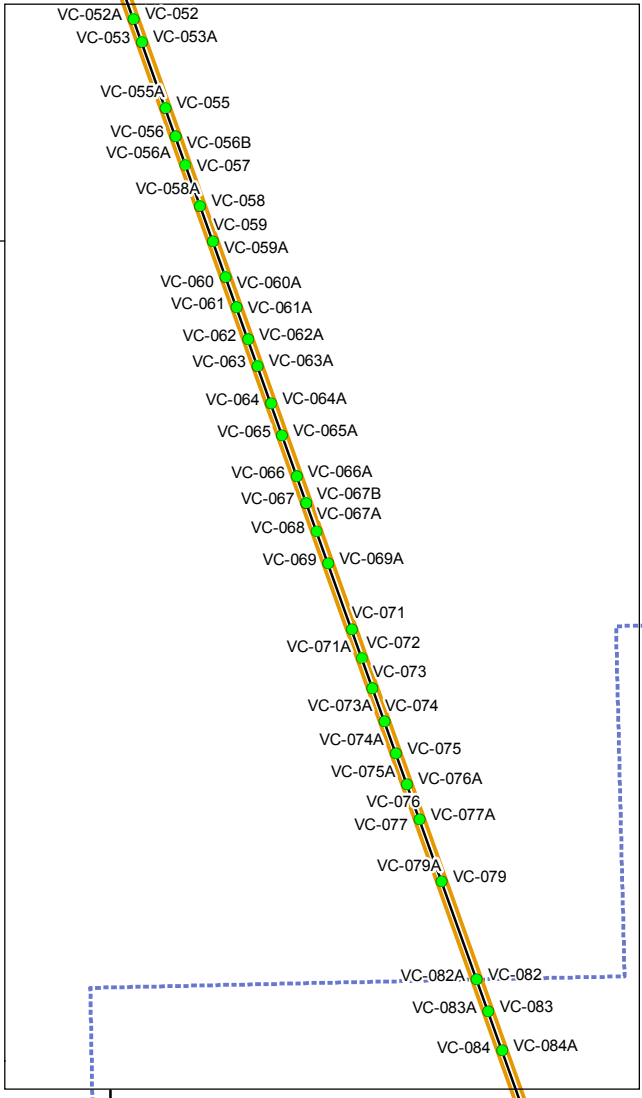 VC-052A VC-052
VC-053 VC-053A
VC-055A VC-055
VC-056 VC-056B
VC-056A VC-057
VC-058A VC-058
VC-059
VC-059A
VC-060 VC-060A
VC-061 VC-061A
VC-062 VC-062A
VC-063 VC-063A
VC-064 VC-064A
VC-065 VC-065A
VC-066 VC-066A
VC-067 VC-067B
VC-067A
VC-068
VC-069 VC-069A
VC-071
VC-071A VC-072
VC-073
VC-073A VC-074
VC-074A VC-075
VC-075A VC-076A
VC-076
VC-077 VC-077A
VC-079A VC-079
VC-082A VC-082
VC-083A VC-083
VC-084 VC-084A